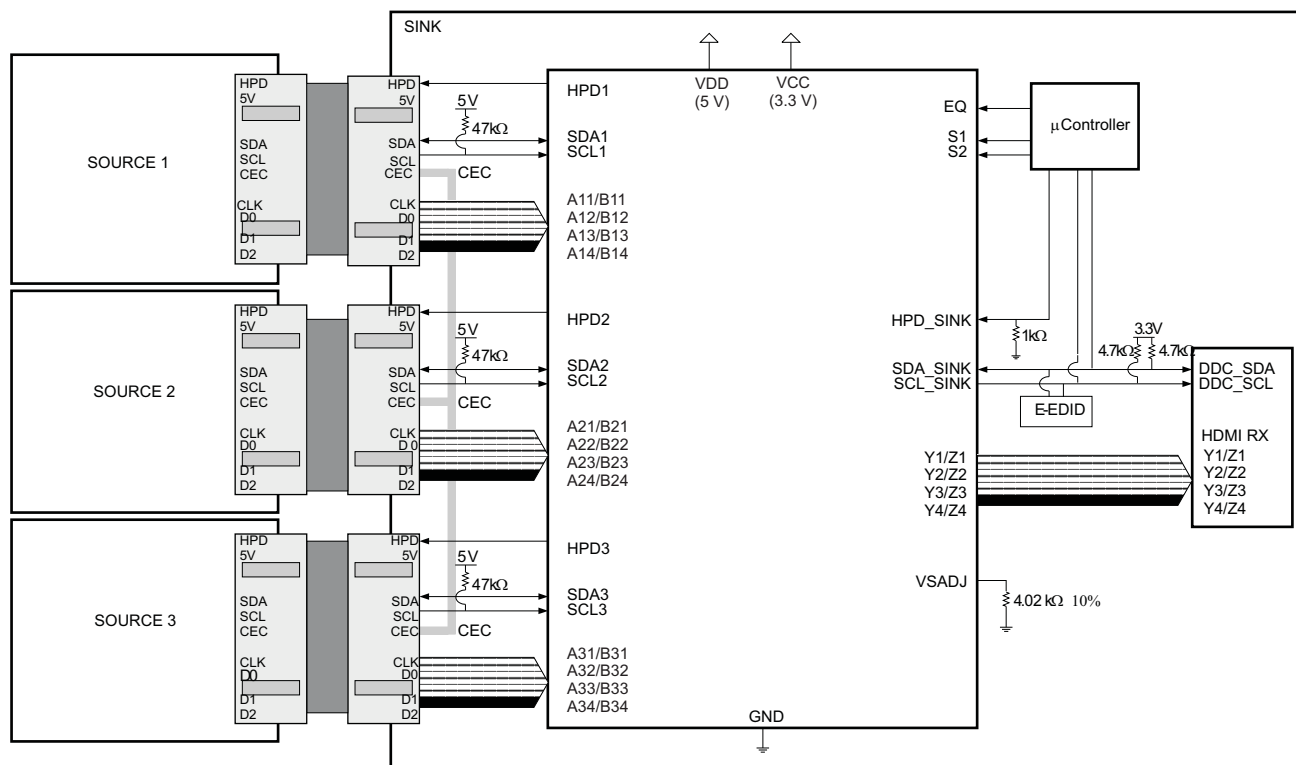 SINK
SOURCE 1
HPD
5V
SDA
SCL
CEC
CLK
D0
D1
D2
HPD
5V
SDA
SCL
CEC
CLK
D0
D1
D2
5V
47kΩ
CEC
HPD1
SDA1
SCL1
A11/B11
A12/B12
A13/B13
A14/B14
SOURCE 2
HPD
5V
SDA
SCL
CEC
CLK
D0
D1
D2
HPD
5V
SDA
SCL
CEC
CLK
D 0
D1
D2
5V
47kΩ
CEC
HPD2
SDA2
SCL2
A21/B21
A22/B22
A23/B23
A24/B24
SOURCE 3
HPD
5V
SDA
SCL
CEC
CLK
D0
D1
D2
HPD
5V
SDA
SCL
CEC
CLK
D0
D1
D2
5V
47kΩ
CEC
HPD3
SDA3
SCL3
A31/B31
A32/B32
A33/B33
A34/B34
VDD
(5 V)
VCC
(3.3 V)
EQ
S1
S2
μController
HPD_SINK
1kΩ
SDA_SINK
SCL_SINK
3.3V
4.7kΩ
4.7kΩ
E-EDID
DDC_SDA
DDC_SCL
HDMI RX
Y1/Z1
Y2/Z2
Y3/Z3
Y4/Z4
Y1/Z1
Y2/Z2
Y3/Z3
Y4/Z4
VSADJ
4.02 kΩ 10%
GND